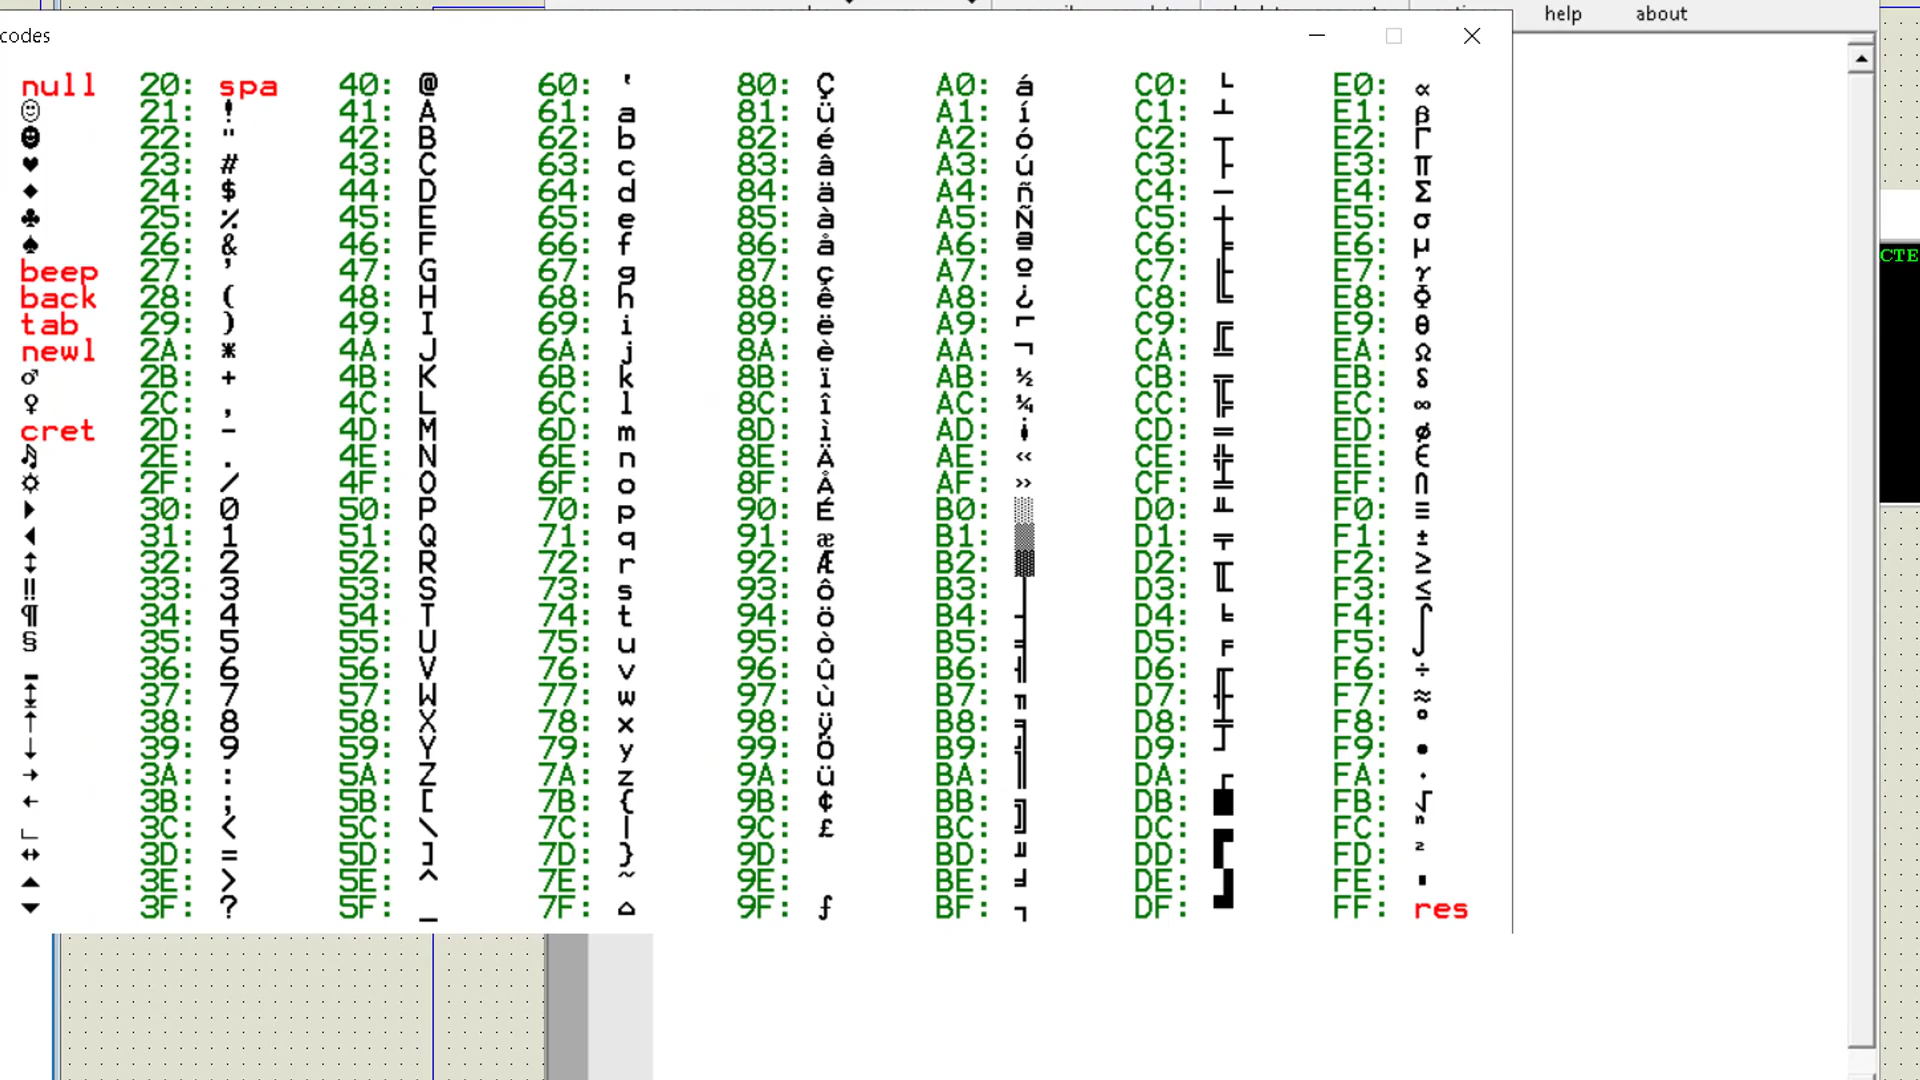 help about
codes
null 20: spa 40: @ 60: ' 80: Ç A0: á C0: └ E0: α
☺ 21: ! 41: A 61: a 81: ü A1: í C1: ┴ E1: β
☻ 22: " 42: B 62: b 82: é A2: ó C2: ┬ E2: Γ
♥ 23: # 43: C 63: c 83: â A3: ú C3: ├ E3: π
♦ 24: $ 44: D 64: d 84: ä A4: ñ C4: ─ E4: Σ
♣ 25: % 45: E 65: e 85: à A5: Ñ C5: ┼ E5: σ
♠ 26: & 46: F 66: f 86: å A6: ª C6: ╞ E6: µ
beep 27: ' 47: G 67: g 87: ç A7: º C7: ╟ E7: γ
back 28: ( 48: H 68: h 88: ê A8: ¿ C8: ╚ E8: Φ
tab 29: ) 49: I 69: i 89: ë A9: ⌐ C9: ╔ E9: θ
newl 2A: * 4A: J 6A: j 8A: è AA: ¬ CA: ╩ EA: Ω
♂ 2B: + 4B: K 6B: k 8B: ï AB: ½ CB: ╦ EB: δ
♀ 2C: , 4C: L 6C: l 8C: î AC: ¼ CC: ╠ EC: ∞
cret 2D: - 4D: M 6D: m 8D: ì AD: ¡ CD: ═ ED: ø
♫ 2E: . 4E: N 6E: n 8E: Ä AE: « CE: ╬ EE: ε
☼ 2F: / 4F: O 6F: o 8F: Å AF: » CF: ╧ EF: ∩
► 30: 0 50: P 70: p 90: É B0: ░ D0: ╨ F0: ≡
◄ 31: 1 51: Q 71: q 91: æ B1: ▒ D1: ╤ F1: ±
↕ 32: 2 52: R 72: r 92: Æ B2: ▓ D2: ╥ F2: ≥
‼ 33: 3 53: S 73: s 93: ô B3: │ D3: ╙ F3: ≤
¶ 34: 4 54: T 74: t 94: ö B4: ┤ D4: ╘ F4: ⌠
§ 35: 5 55: U 75: u 95: ò B5: ╡ D5: ╒ F5: ⌡
▬ 36: 6 56: V 76: v 96: û B6: ╢ D6: ╓ F6: ÷
↨ 37: 7 57: W 77: w 97: ù B7: ╖ D7: ╫ F7: ≈
↑ 38: 8 58: X 78: x 98: ÿ B8: ╕ D8: ╪ F8: °
↓ 39: 9 59: Y 79: y 99: Ö B9: ╣ D9: ┘ F9: •
→ 3A: : 5A: Z 7A: z 9A: ü BA: ║ DA: ┌ FA: ·
← 3B: ; 5B: [ 7B: { 9B: ¢ BB: ╗ DB: █ FB: √
∟ 3C: < 5C: \ 7C: | 9C: £ BC: ╝ DC: ▄ FC: ⁿ
↔ 3D: = 5D: ] 7D: } 9D: BD: ╜ DD: ▌ FD: ²
▲ 3E: > 5E: ^ 7E: ~ 9E: BE: ╛ DE: ▐ FE: ■
▼ 3F: ? 5F: _ 7F: ⌂ 9F: ƒ BF: ┐ DF: ▀ FF: res
CTE